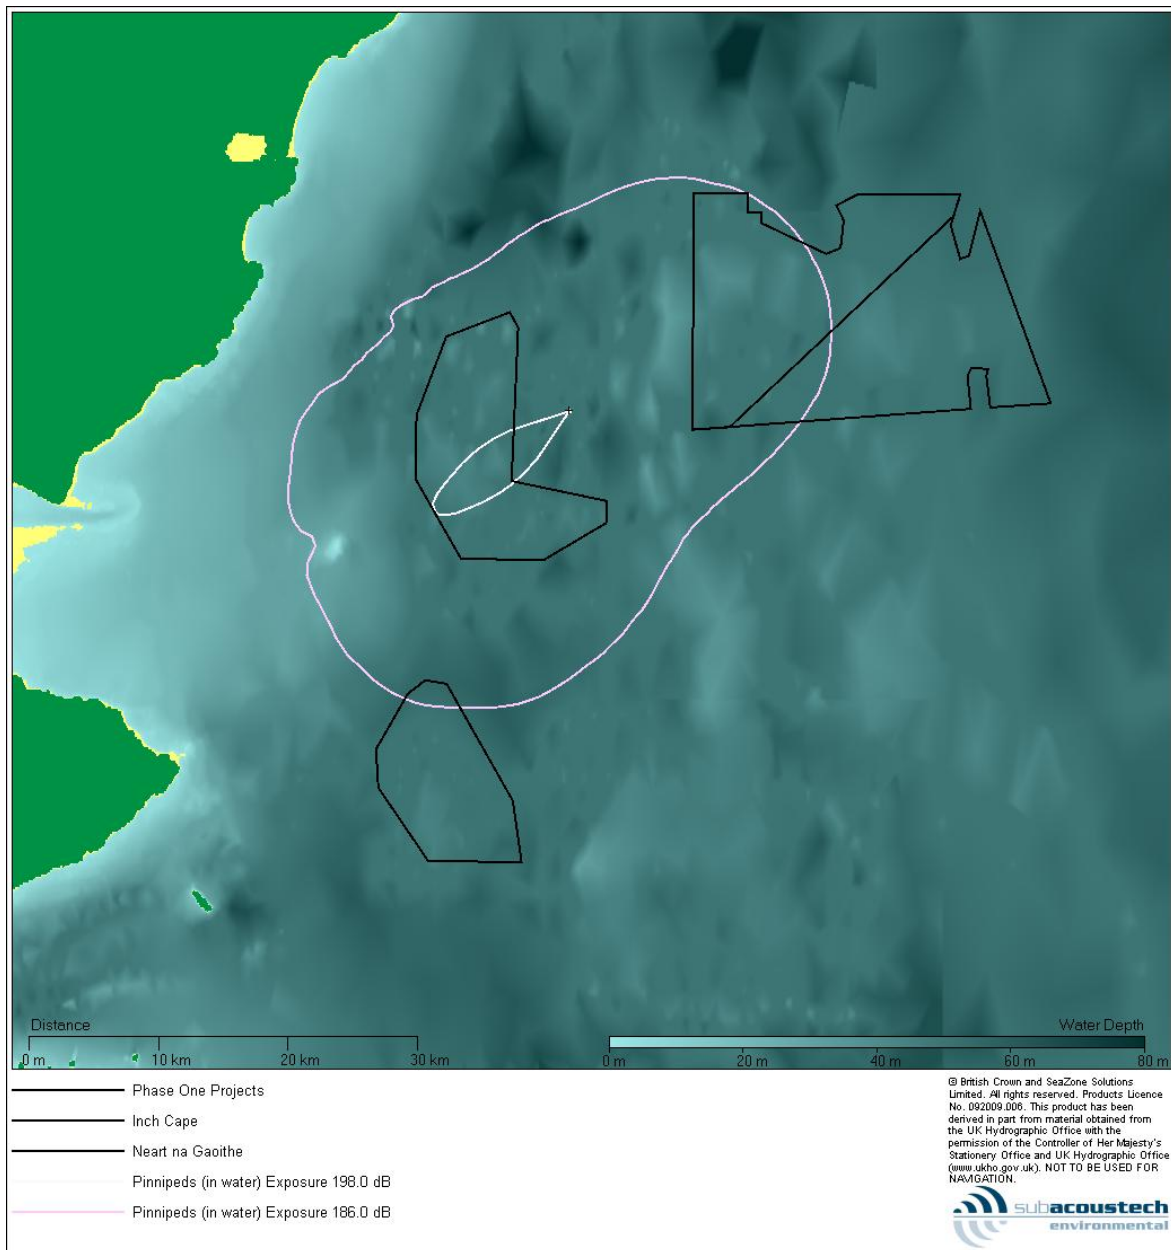 Distance
0 m 10 km 20 km 30 km
Water Depth
0 m 20 m 40 m 60 m 80 m
Phase One Projects
Inch Cape
Neart na Gaoithe
Pinnipeds (in water) Exposure 198.0 dB
Pinnipeds (in water) Exposure 186.0 dB
@ British Crown and SeaZone Solutions
Limited. All rights reserved. Products Licence
No. 092009.006. This product has been
derived in part from material obtained from
the UK Hydrographic Office with the
permission of the Controller of Her Majesty's
Stationery Office and UK Hydrographic Office
(www.ukho.gov.uk). NOT TO BE USED FOR
NAVIGATION.
subacoustech
environmental